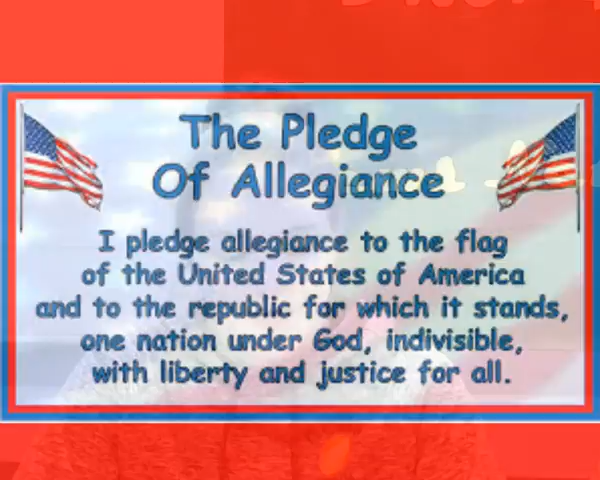 The Pledge
Of Allegiance
I pledge allegiance to the flag
of the United States of America
and to the republic for which it stands,
one nation under God, indivisible,
with liberty and justice for all.